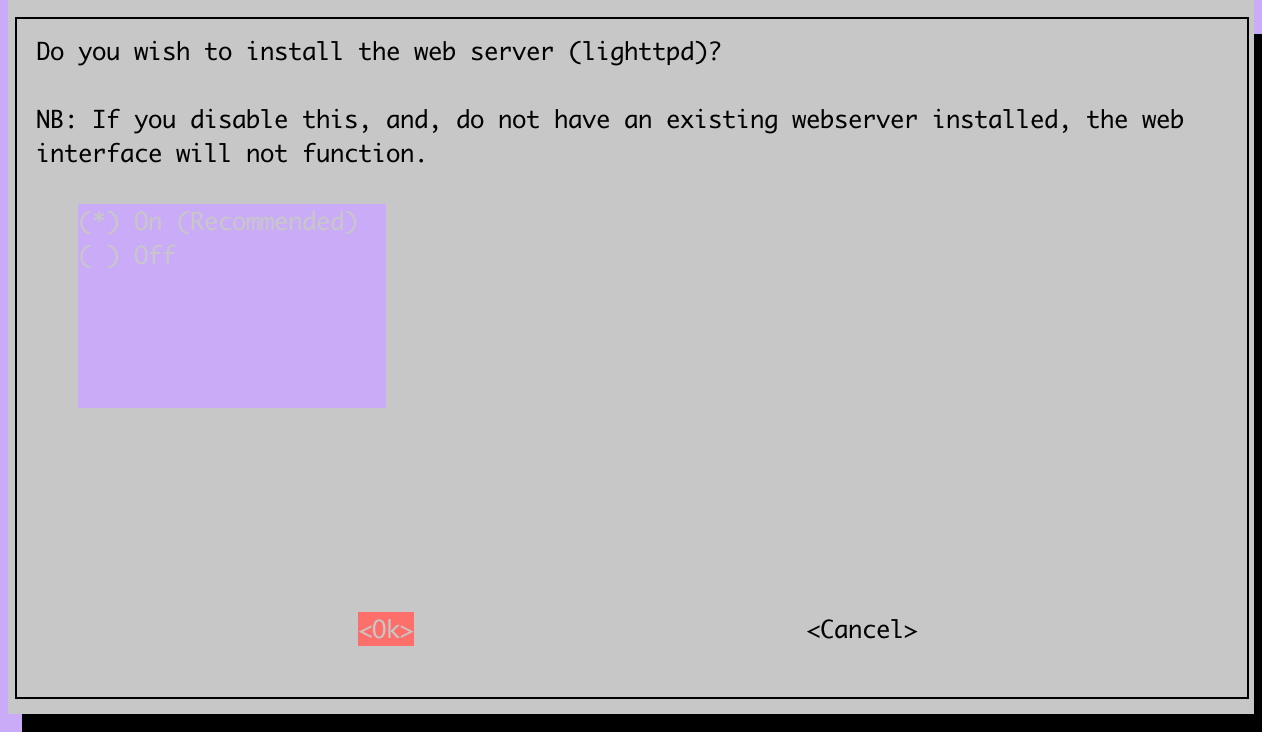 Do you wish to install the web server (lighttpd)?
NB: If you disable this, and, do not have an existing webserver installed, the web
interface will not function.
(*) On (Recommended)
( ) Off
<Ok> <Cancel>